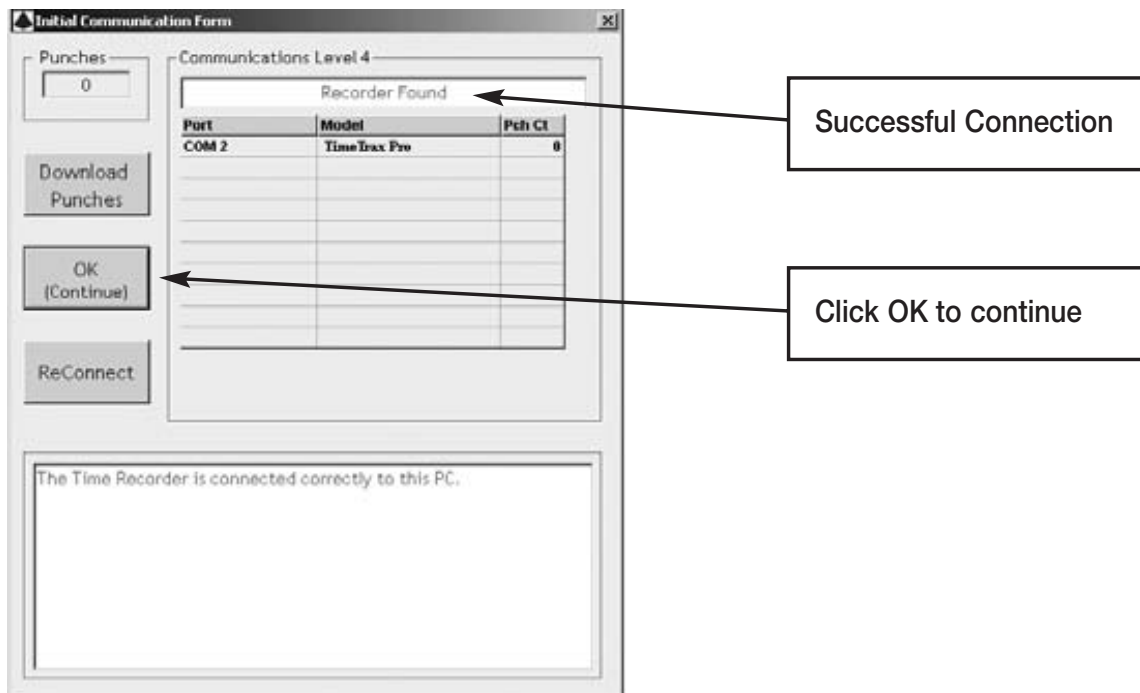 Initial Communication Form
Punches
0
Communications Level 4
Recorder Found
Port Model Pch Ct
COM 2 TimeTrax Pro 0
Download
Punches
OK
(Continue)
ReConnect
The Time Recorder is connected correctly to this PC.
Successful Connection
Click OK to continue